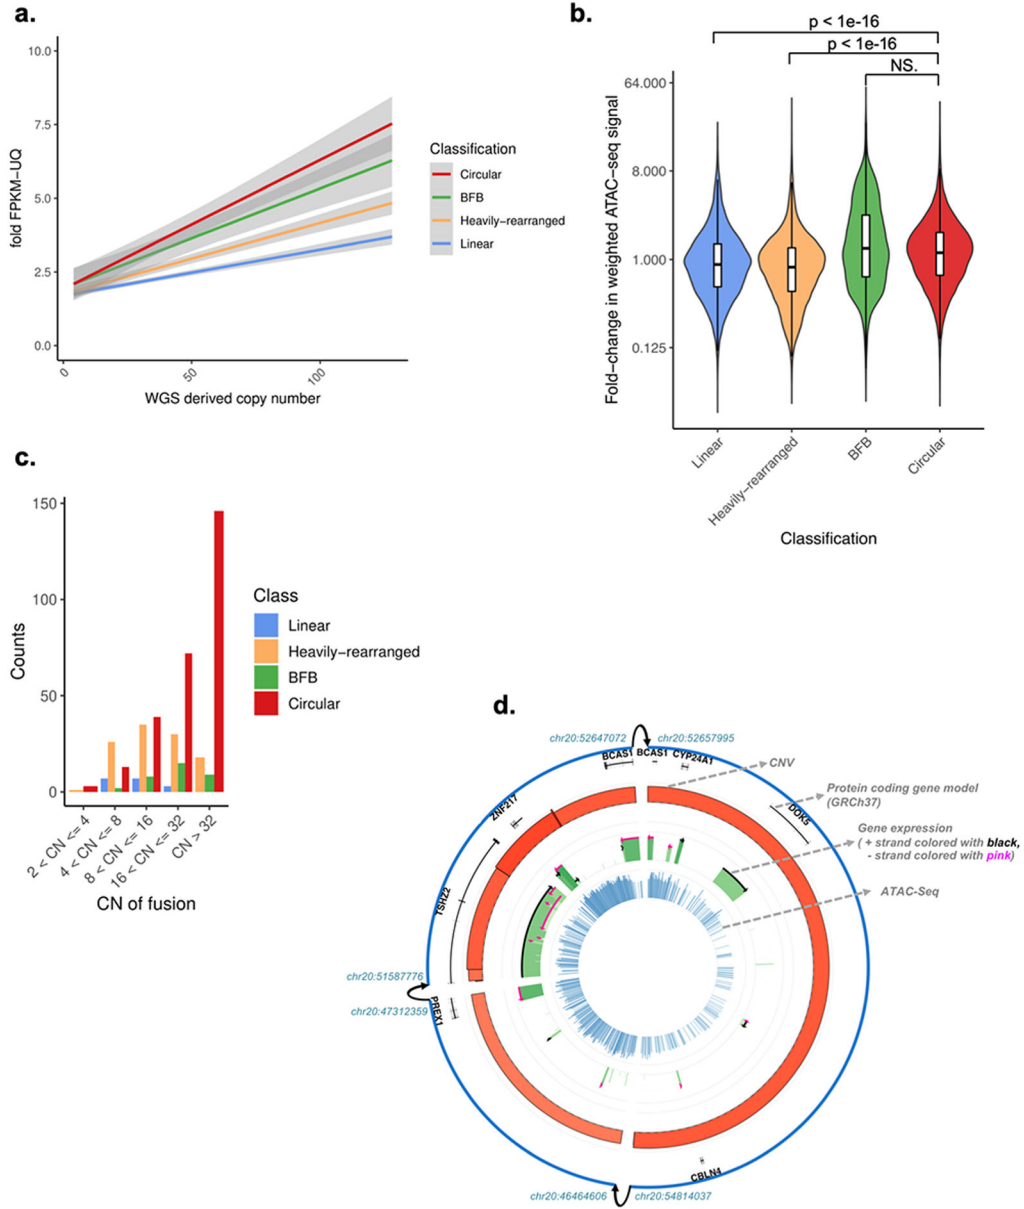 a.
10.0
7.5
5.0
2.5
0.0
fold FPKM−UQ
0
50
100
WGS derived copy number
Classification
Circular
BFB
Heavily−rearranged
Linear
b.
p < 1e-16
p < 1e-16
NS.
64.000
8.000
1.000
0.125
Fold−change in weighted ATAC−seq signal
Linear
Heavily−rearranged
BFB
Circular
Classification
c.
150
100
50
0
Counts
2 < CN <= 4
4 < CN <= 8
8 < CN <= 16
16 < CN <= 32
CN > 32
CN of fusion
Class
Linear
Heavily−rearranged
BFB
Circular
d.
chr20:52647072
chr20:52657995
BCAS1
BCAS1
CYP24A1
CNV
Protein coding gene model
(GRCh37)
DOK5
ZNF217
Gene expression
( + strand colored with black,
- strand colored with pink)
ATAC-Seq
TSHZ2
chr20:51587776
chr20:47312359
PREX1
CBLN4
chr20:46464606
chr20:54814037